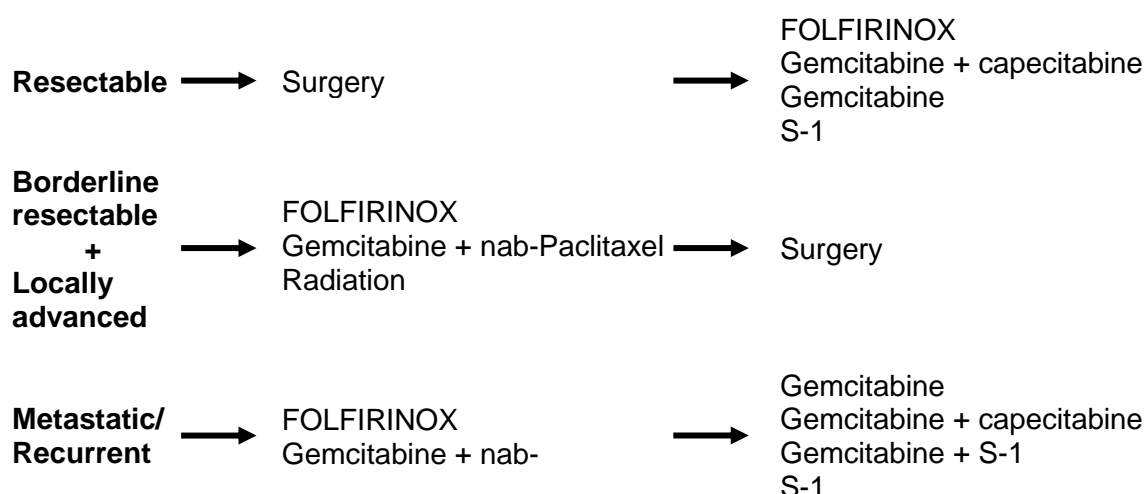 Resectable
Surgery
FOLFIRINOX
Gemcitabine + capecitabine
Gemcitabine
S-1
Borderline
resectable
+
Locally
advanced
FOLFIRINOX
Gemcitabine + nab-Paclitaxel
Radiation
Surgery
Metastatic/
Recurrent
FOLFIRINOX
Gemcitabine + nab-
Gemcitabine
Gemcitabine + capecitabine
Gemcitabine + S-1
S-1